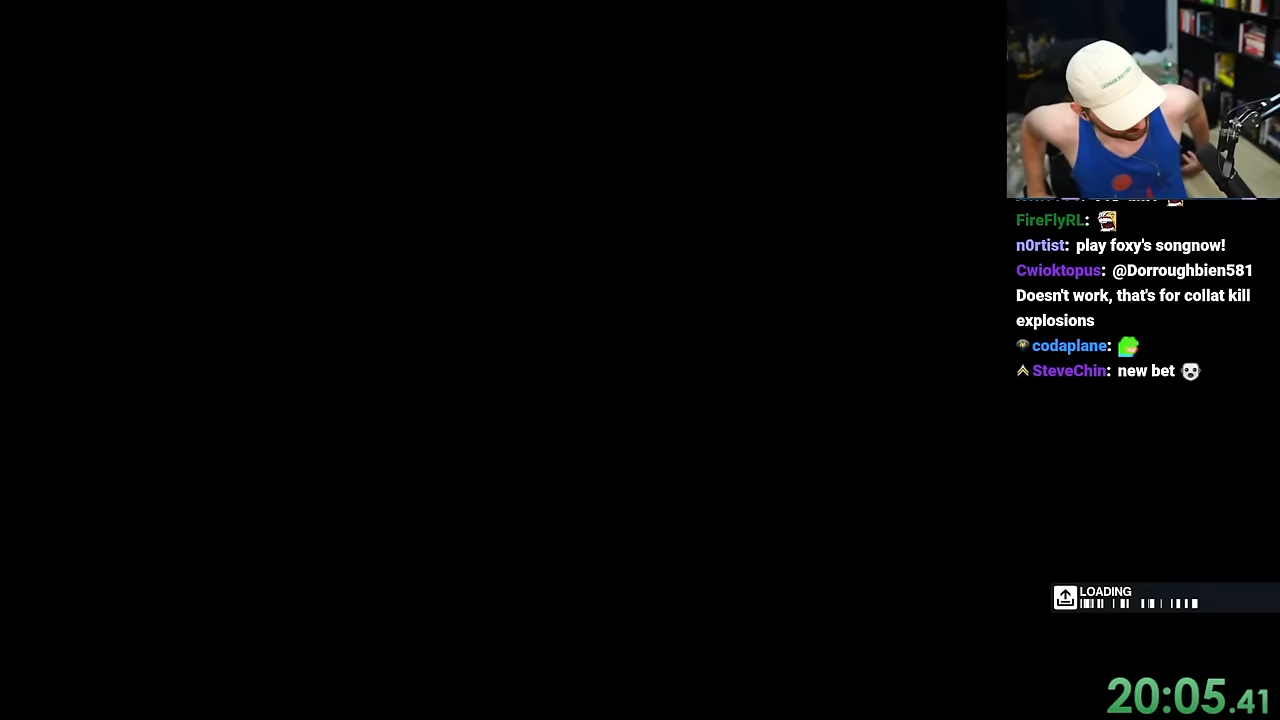 FireFlyRL:
n0rtist: play foxy's songnow!
Cwioktopus: @Dorroughbien581
Doesn't work, that's for collat kill
explosions
codaplane:
SteveChin: new bet
LOADING
20:05.41